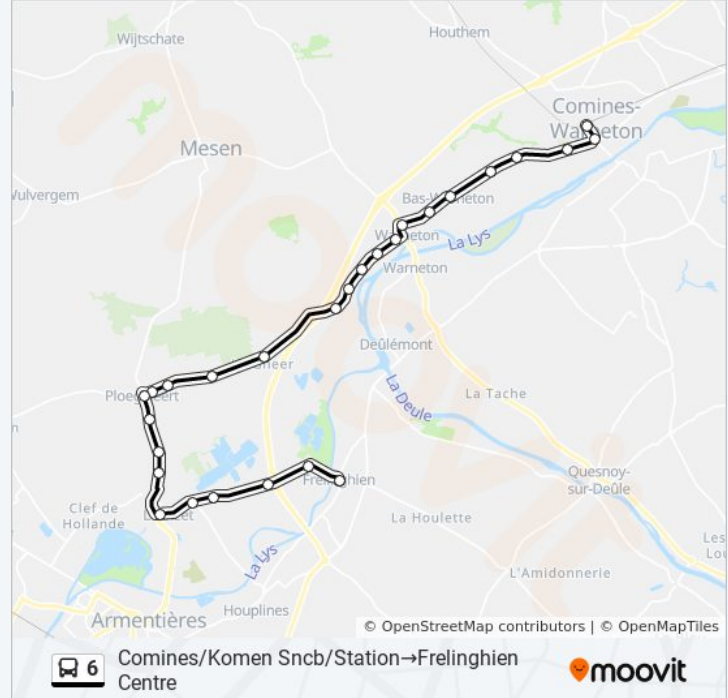 Wijtschate
Houthem
Comines-
Warneton
Mesen
Wulvergem
Bas-Warneton
La Lys
Warneton
Warneton
Deûlémont
Ploegsteert
La Deule
La Tache
Quesnoy-
sur-Deûle
Frelinghien
Clef de
Hollande
La Houlette
La Lys
L'Amidonnerie
Houplines
Armentières
© OpenStreetMap contributors | © OpenMapTiles
6
Comines/Komen Sncb/Station→Frelinghien
Centre
moovit